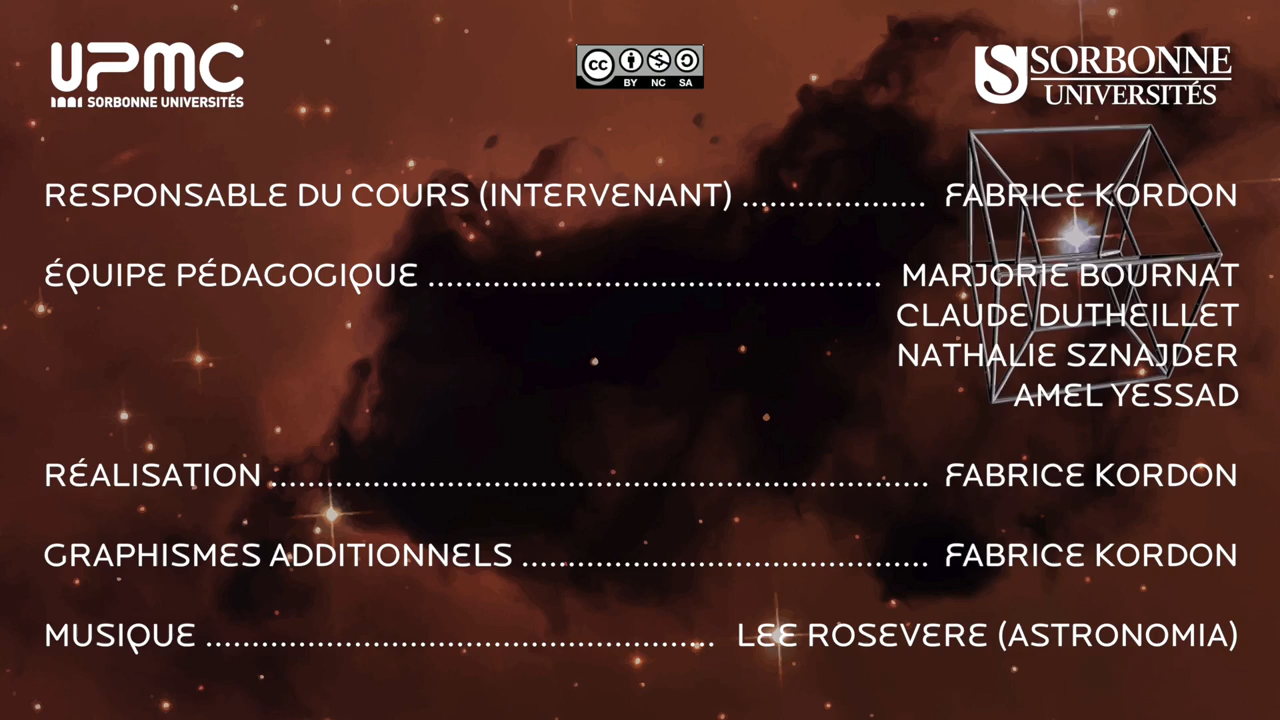 UPMC
SORBONNE UNIVERSITÉS
cc
BY NC SA
SORBONNE
UNIVERSITÉS
RESPONSABLE DU COURS (INTERVENANT) .................... FABRICE KORDON
ÉQUIPE PÉDAGOGIQUE ................................................. MARJORIE BOURNAT
CLAUDE DUTHEILLET
NATHALIE SZNAJDER
AMEL YESSAD
RÉALISATION ....................................................................... FABRICE KORDON
GRAPHISMES ADDITIONNELS ............................................ FABRICE KORDON
MUSIQUE ....................................................... LEE ROSEVERE (ASTRONOMIA)